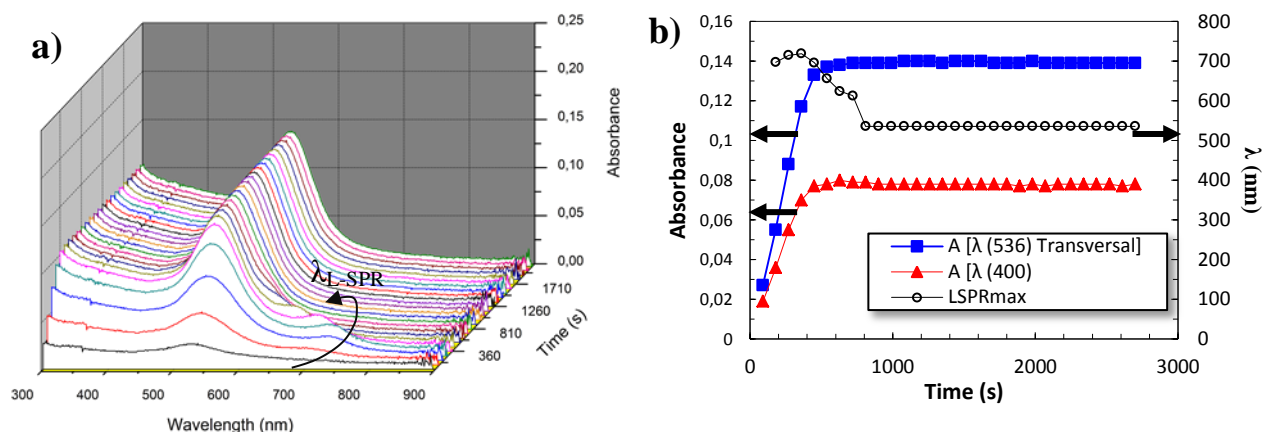 a)
0,25
0,20
0,15
0,10
0,05
0,00
Absorbance
λL-SPR
1710
1260
810
360
Time (s)
300 400 500 600 700 800 900
Wavelength (nm)
b)
0,16
0,14
0,12
0,1
0,08
0,06
0,04
0,02
0
Absorbance
800
700
600
500
400
300
200
100
0
λ (nm)
A [λ (536) Transversal]
A [λ (400)
LSPRmax
0 1000 2000 3000
Time (s)